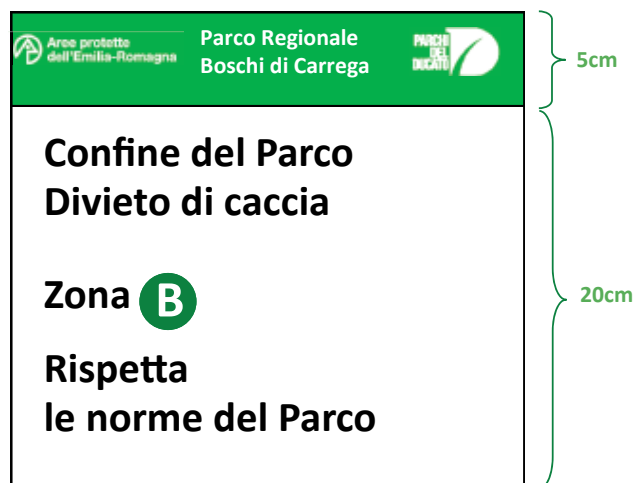 Aree protette
dell'Emilia-Romagna
Parco Regionale
Boschi di Carrega
PARCHI
DEL
DUCATO
5cm
Confine del Parco
Divieto di caccia
Zona B
Rispetta
le norme del Parco
20cm